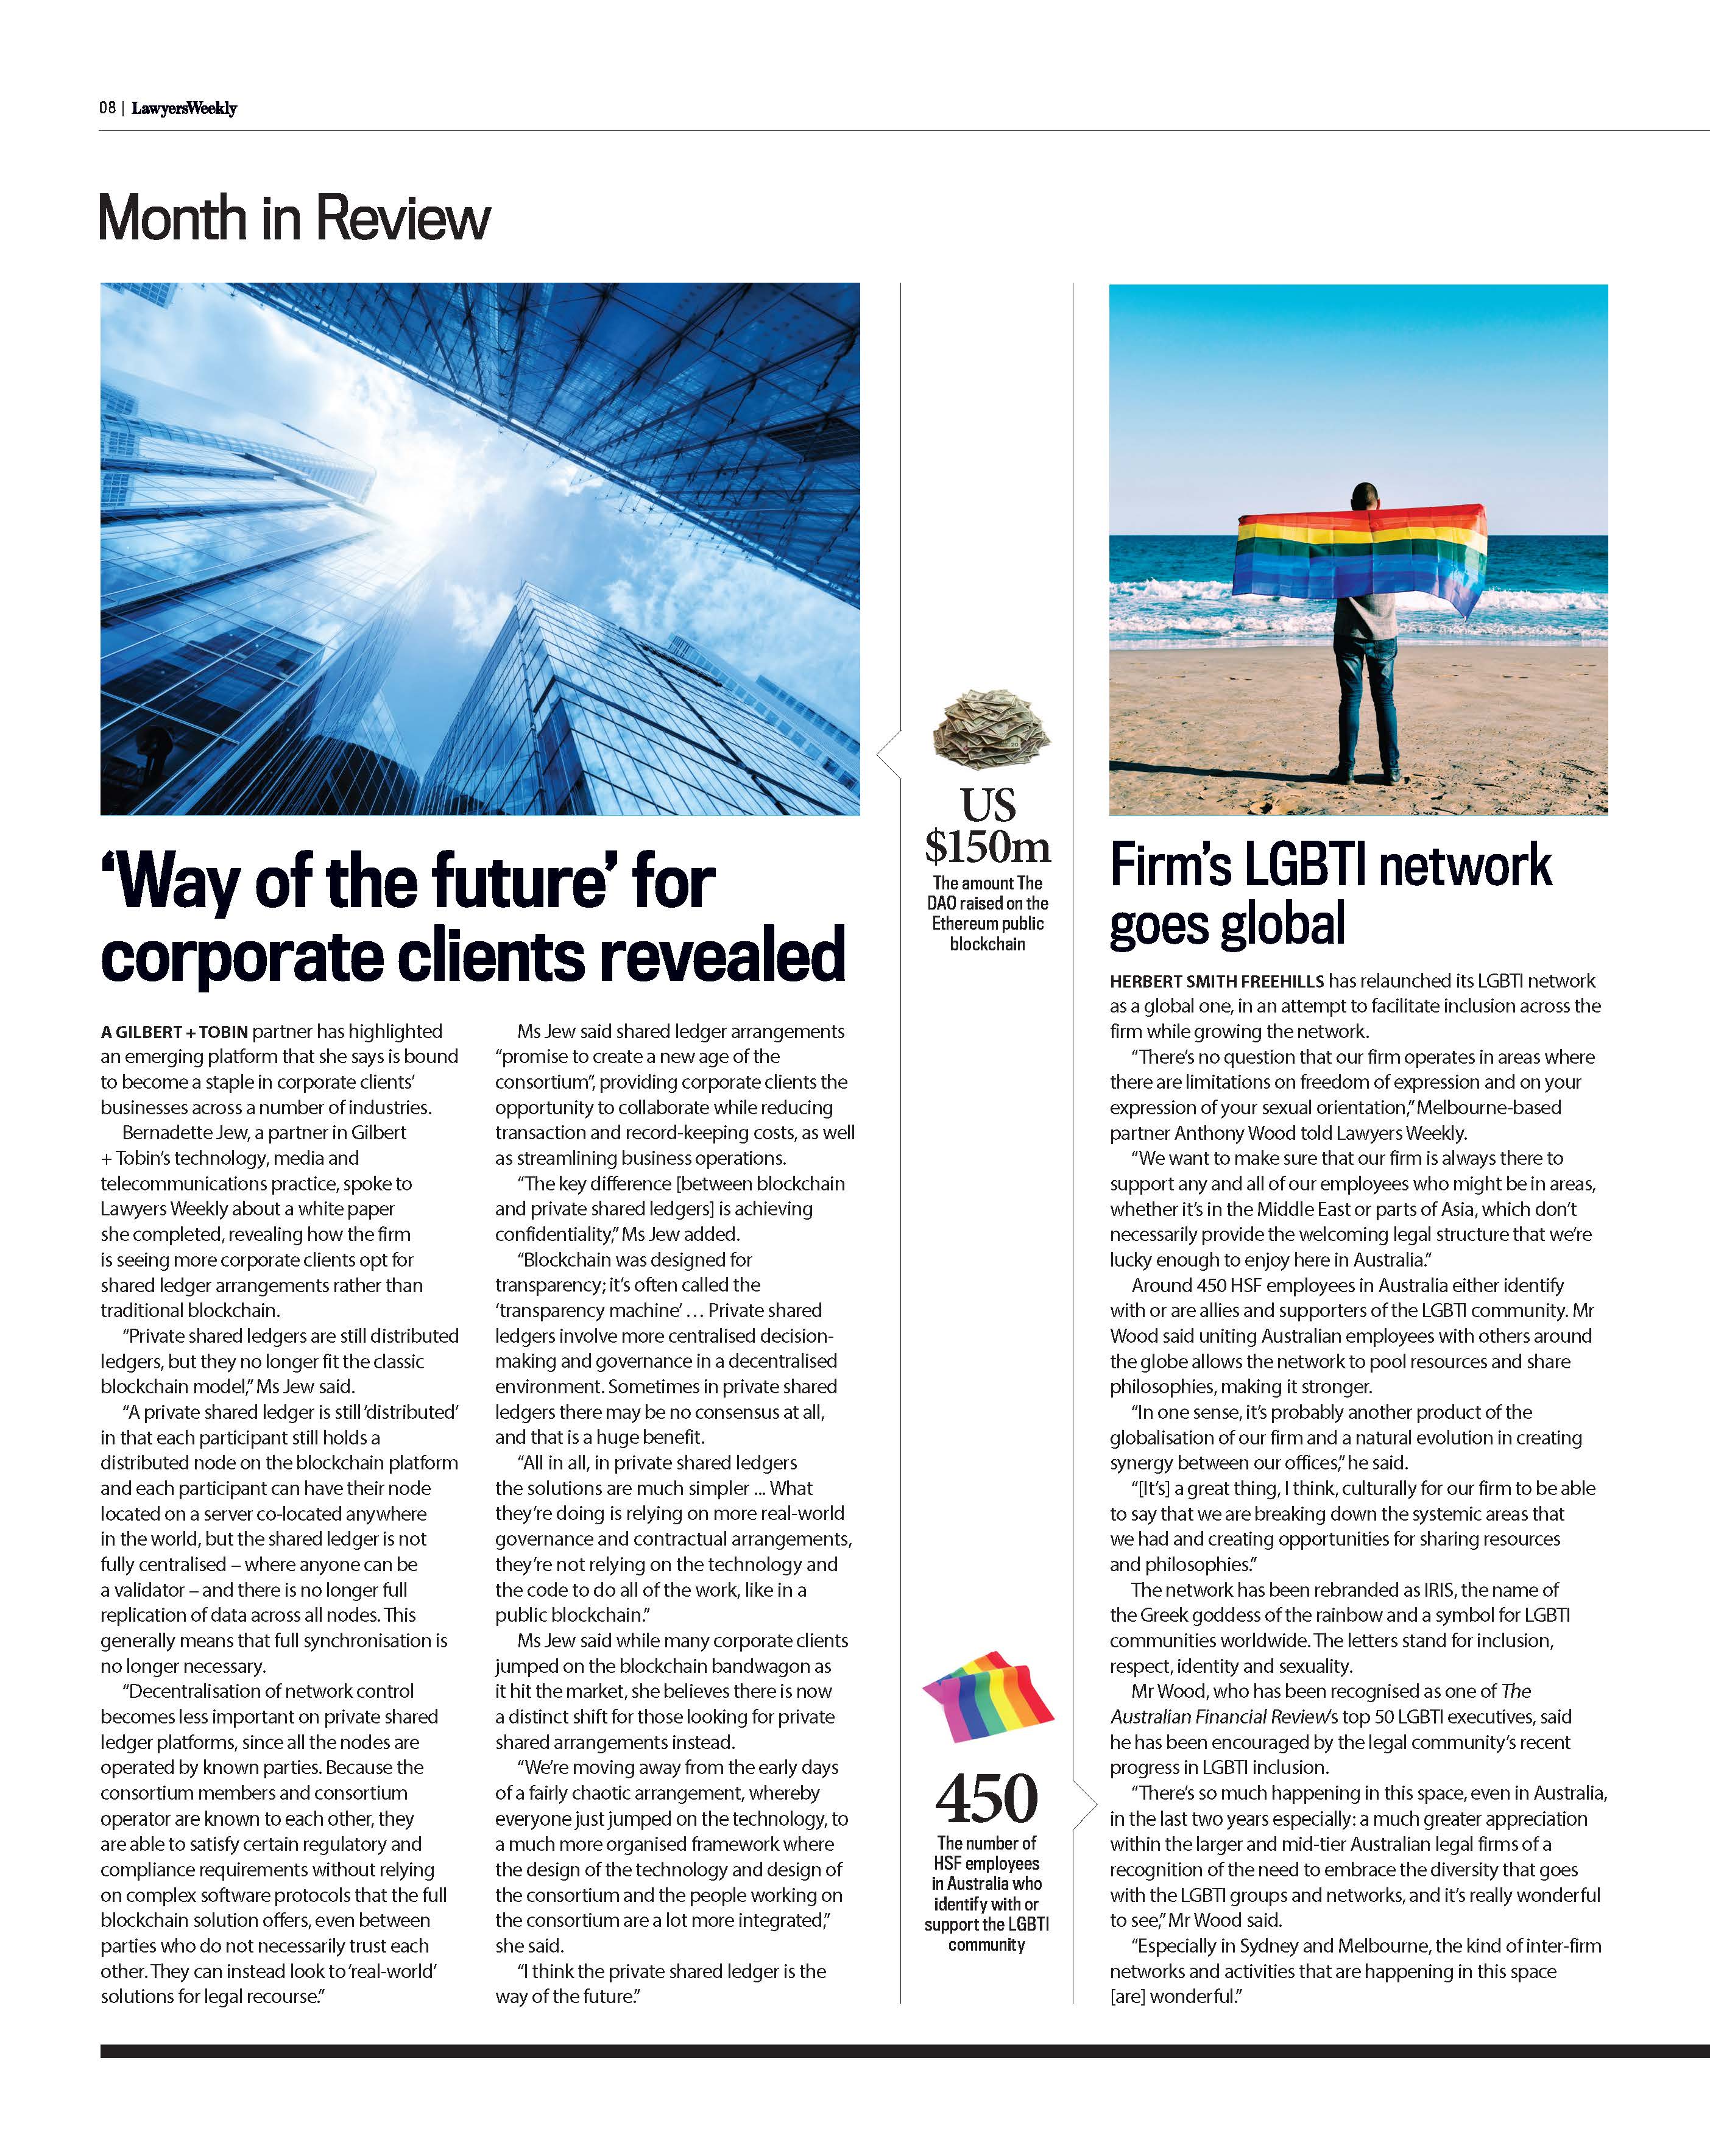 08 | LawyersWeekly
Month in Review
‘Way of the future’ for
corporate clients revealed
A GILBERT + TOBIN partner has highlighted
an emerging platform that she says is bound
to become a staple in corporate clients’
businesses across a number of industries.
Bernadette Jew, a partner in Gilbert
+ Tobin’s technology, media and
telecommunications practice, spoke to
Lawyers Weekly about a white paper
she completed, revealing how the firm
is seeing more corporate clients opt for
shared ledger arrangements rather than
traditional blockchain.
“Private shared ledgers are still distributed
ledgers, but they no longer fit the classic
blockchain model,” Ms Jew said.
“A private shared ledger is still ‘distributed’
in that each participant still holds a
distributed node on the blockchain platform
and each participant can have their node
located on a server co-located anywhere
in the world, but the shared ledger is not
fully centralised – where anyone can be
a validator – and there is no longer full
replication of data across all nodes. This
generally means that full synchronisation is
no longer necessary.
“Decentralisation of network control
becomes less important on private shared
ledger platforms, since all the nodes are
operated by known parties. Because the
consortium members and consortium
operator are known to each other, they
are able to satisfy certain regulatory and
compliance requirements without relying
on complex software protocols that the full
blockchain solution offers, even between
parties who do not necessarily trust each
other. They can instead look to ‘real-world’
solutions for legal recourse.”
Ms Jew said shared ledger arrangements
“promise to create a new age of the
consortium”, providing corporate clients the
opportunity to collaborate while reducing
transaction and record-keeping costs, as well
as streamlining business operations.
“The key difference [between blockchain
and private shared ledgers] is achieving
confidentiality,” Ms Jew added.
“Blockchain was designed for
transparency; it’s often called the
‘transparency machine’ … Private shared
ledgers involve more centralised decision-
making and governance in a decentralised
environment. Sometimes in private shared
ledgers there may be no consensus at all,
and that is a huge benefit.
“All in all, in private shared ledgers
the solutions are much simpler ... What
they’re doing is relying on more real-world
governance and contractual arrangements,
they’re not relying on the technology and
the code to do all of the work, like in a
public blockchain.”
Ms Jew said while many corporate clients
jumped on the blockchain bandwagon as
it hit the market, she believes there is now
a distinct shift for those looking for private
shared arrangements instead.
“We’re moving away from the early days
of a fairly chaotic arrangement, whereby
everyone just jumped on the technology, to
a much more organised framework where
the design of the technology and design of
the consortium and the people working on
the consortium are a lot more integrated,”
she said.
“I think the private shared ledger is the
way of the future.”
US
$150m
The amount The
DAO raised on the
Ethereum public
blockchain
450
The number of
HSF employees
in Australia who
identify with or
support the LGBTI
community
Firm’s LGBTI network
goes global
HERBERT SMITH FREEHILLS has relaunched its LGBTI network
as a global one, in an attempt to facilitate inclusion across the
firm while growing the network.
“There’s no question that our firm operates in areas where
there are limitations on freedom of expression and on your
expression of your sexual orientation,” Melbourne-based
partner Anthony Wood told Lawyers Weekly.
“We want to make sure that our firm is always there to
support any and all of our employees who might be in areas,
whether it’s in the Middle East or parts of Asia, which don’t
necessarily provide the welcoming legal structure that we’re
lucky enough to enjoy here in Australia.”
Around 450 HSF employees in Australia either identify
with or are allies and supporters of the LGBTI community. Mr
Wood said uniting Australian employees with others around
the globe allows the network to pool resources and share
philosophies, making it stronger.
“In one sense, it’s probably another product of the
globalisation of our firm and a natural evolution in creating
synergy between our offices,” he said.
“[It’s] a great thing, I think, culturally for our firm to be able
to say that we are breaking down the systemic areas that
we had and creating opportunities for sharing resources
and philosophies.”
The network has been rebranded as IRIS, the name of
the Greek goddess of the rainbow and a symbol for LGBTI
communities worldwide. The letters stand for inclusion,
respect, identity and sexuality.
Mr Wood, who has been recognised as one of The
Australian Financial Review’s top 50 LGBTI executives, said
he has been encouraged by the legal community’s recent
progress in LGBTI inclusion.
“There’s so much happening in this space, even in Australia,
in the last two years especially: a much greater appreciation
within the larger and mid-tier Australian legal firms of a
recognition of the need to embrace the diversity that goes
with the LGBTI groups and networks, and it’s really wonderful
to see,” Mr Wood said.
“Especially in Sydney and Melbourne, the kind of inter-firm
networks and activities that are happening in this space
[are] wonderful.”